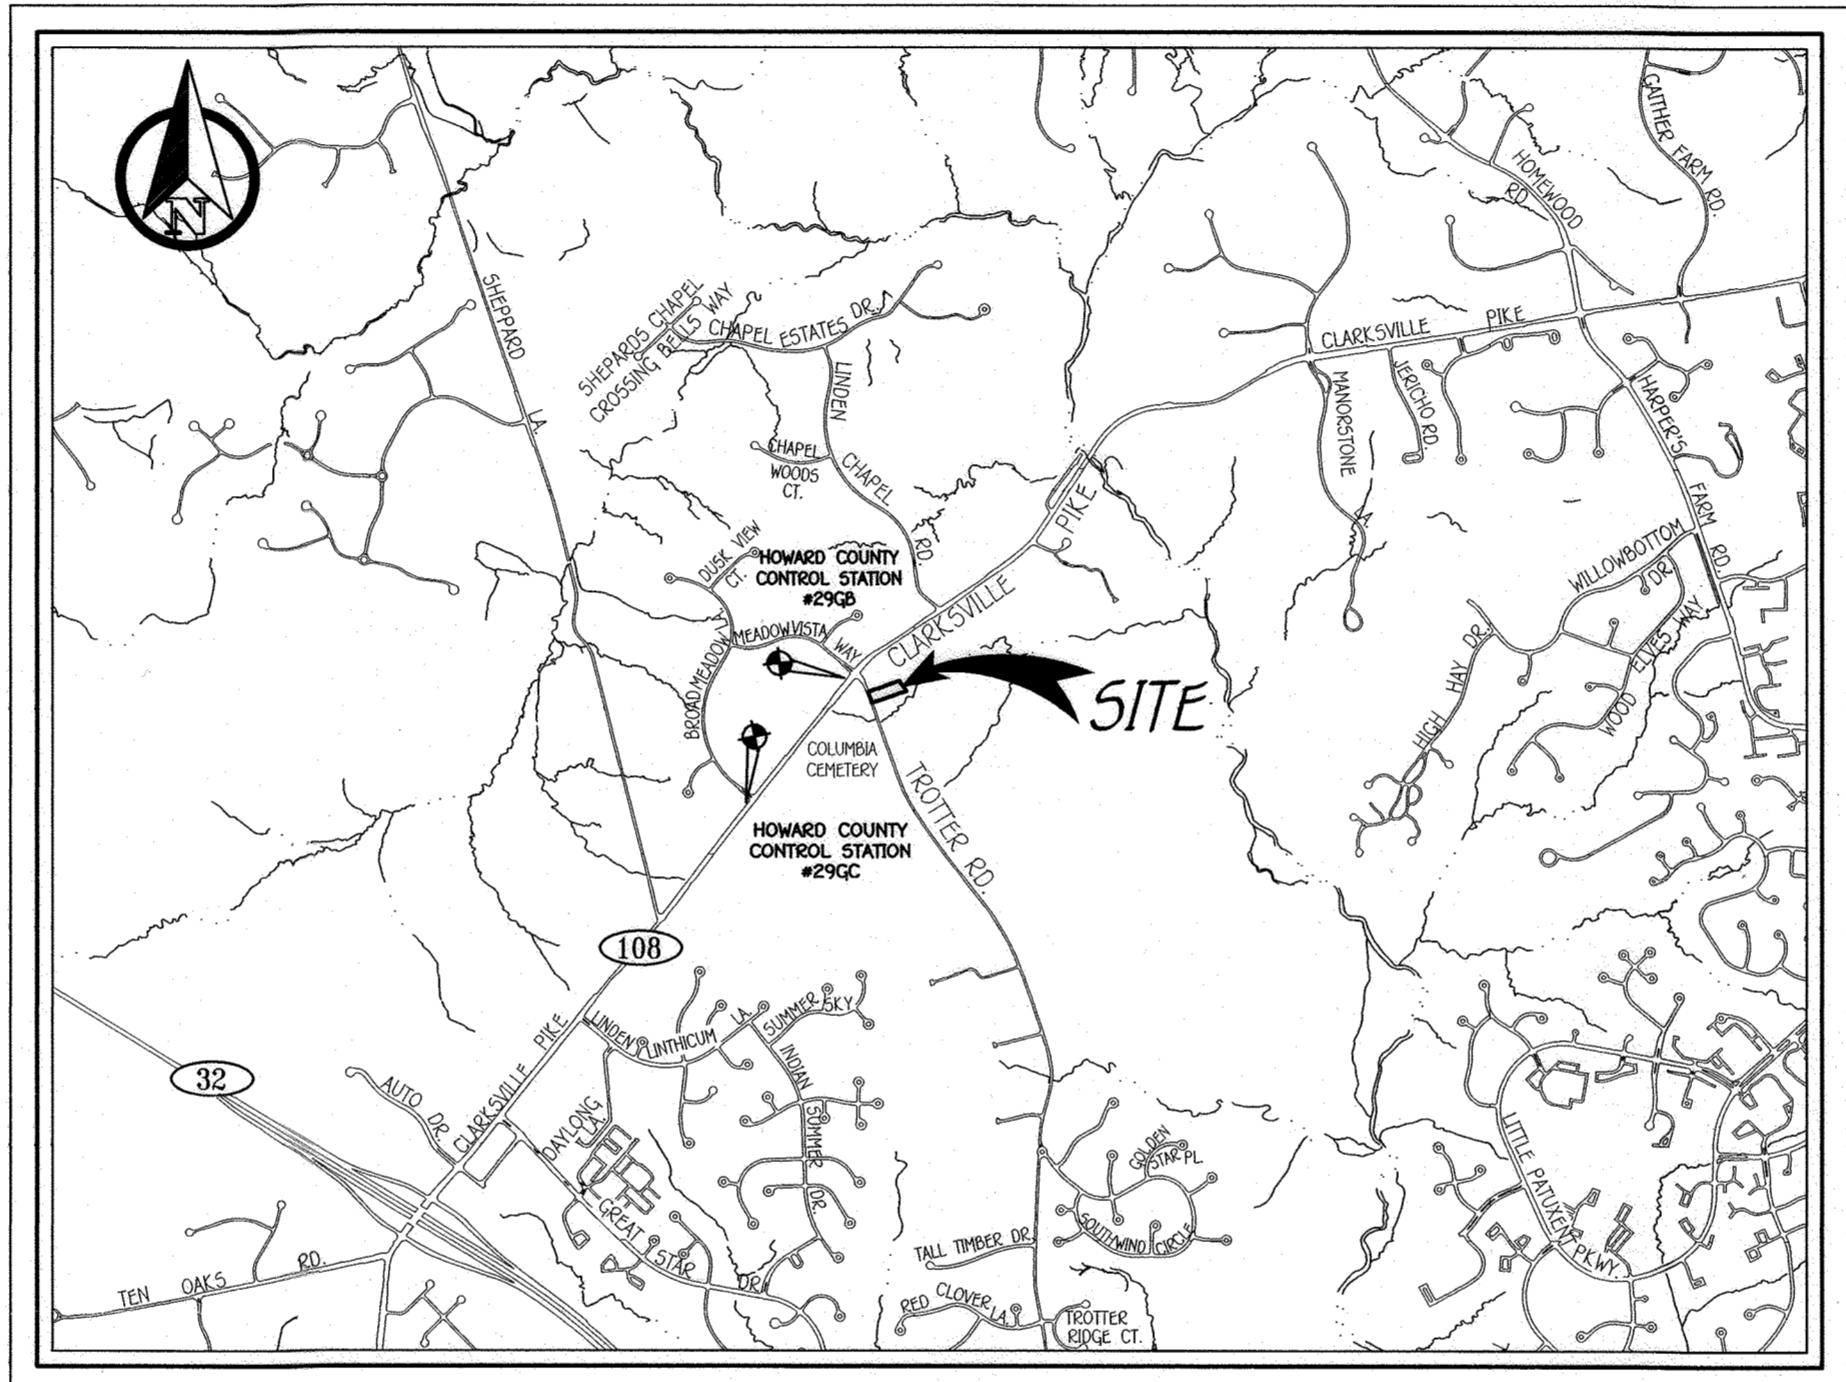 N
GAITHER FARM RD.
HOMEWOOD
RD.
SHEPPARD
LA.
SHEPARDS CHAPEL
CROSSING BELLS WAY
CHAPEL ESTATES DR.
LINDEN
CHAPEL
RD.
CHAPEL
WOODS
CT.
CLARKSVILLE PIKE
MANORSTONE
LA.
JERICHO RD.
HARPER'S
FARM
RD.
PIKE
CLARKSVILLE
WILLOWBOTTOM
DR.
DUSK VIEW
CT.
HOWARD COUNTY
CONTROL STATION
#29GB
BROADMEADOW LA.
MEADOWVISTA
WAY
SITE
HIGH HAY DR.
WOOD ELVES WAY
COLUMBIA
CEMETERY
TROTTER RD.
HOWARD COUNTY
CONTROL STATION
#29GC
108
32
AUTO DR.
CLARKSVILLE PIKE
LINDEN LINTHICUM LA.
SUMMER SKY
INDIAN
SUMMER
DR.
DAYLONG
LA.
GREAT STAR DR.
TEN OAKS RD.
GOLDEN
STAR PL.
SOUTHWIND CIRCLE
TALL TIMBER DR.
RED CLOVER LA.
TROTTER
RIDGE CT.
LITTLE PATUXENT PKWY.